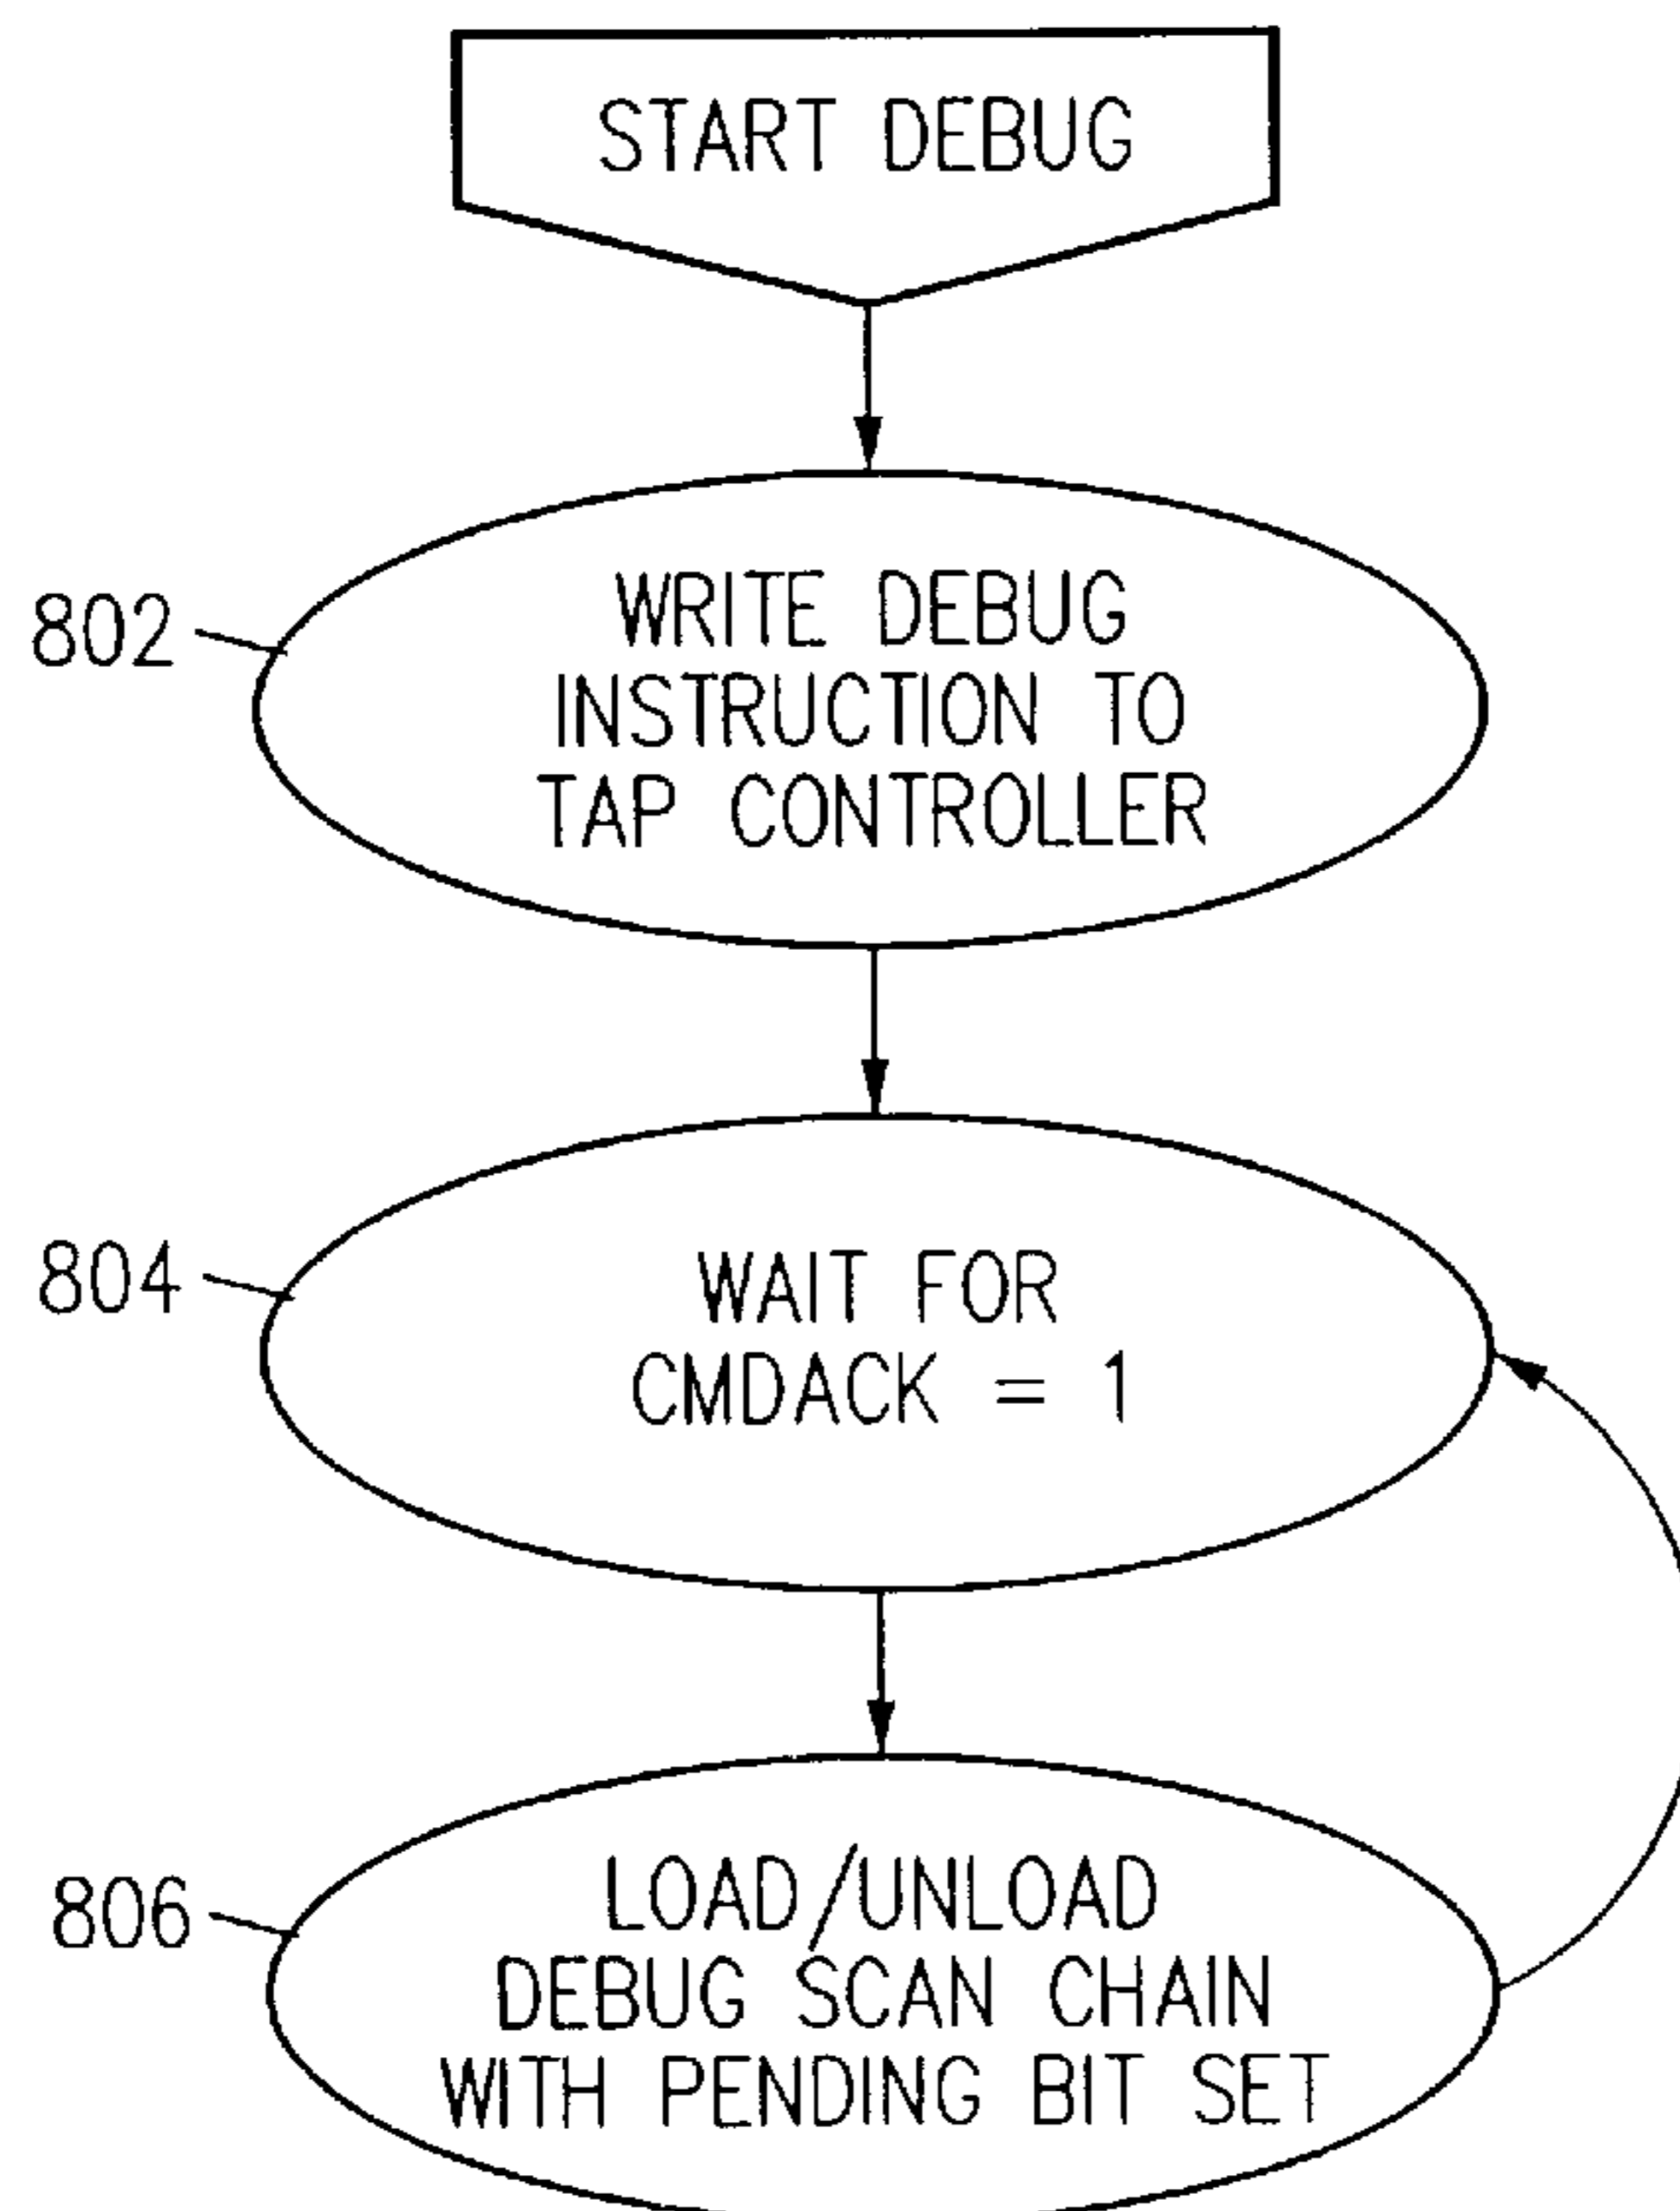 START DEBUG
802
WRITE DEBUG
INSTRUCTION TO
TAP CONTROLLER
804
WAIT FOR
CMDACK = 1
806
LOAD/UNLOAD
DEBUG SCAN CHAIN
WITH PENDING BIT SET